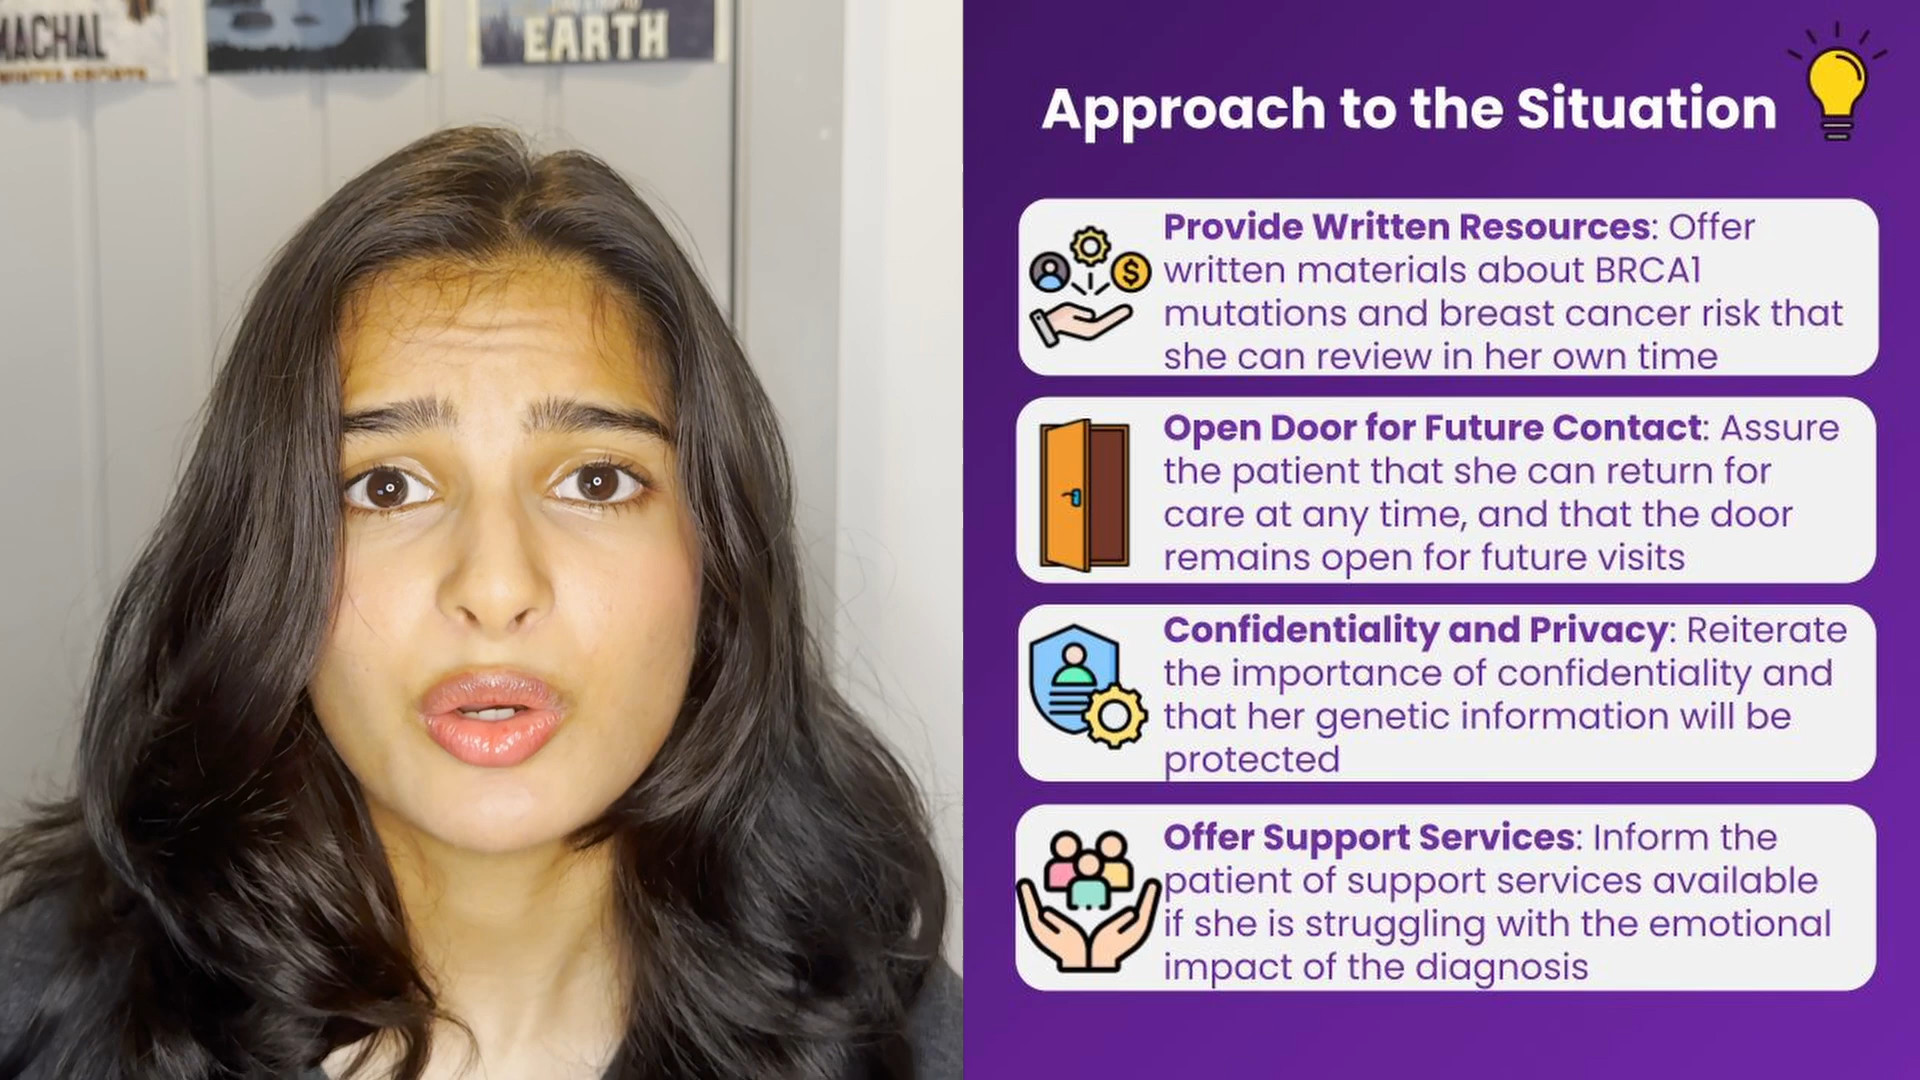 MACHAL
WINTER SPORTS
EARTH
Approach to the Situation
Provide Written Resources: Offer
written materials about BRCA1
mutations and breast cancer risk that
she can review in her own time
Open Door for Future Contact: Assure
the patient that she can return for
care at any time, and that the door
remains open for future visits
Confidentiality and Privacy: Reiterate
the importance of confidentiality and
that her genetic information will be
protected
Offer Support Services: Inform the
patient of support services available
if she is struggling with the emotional
impact of the diagnosis